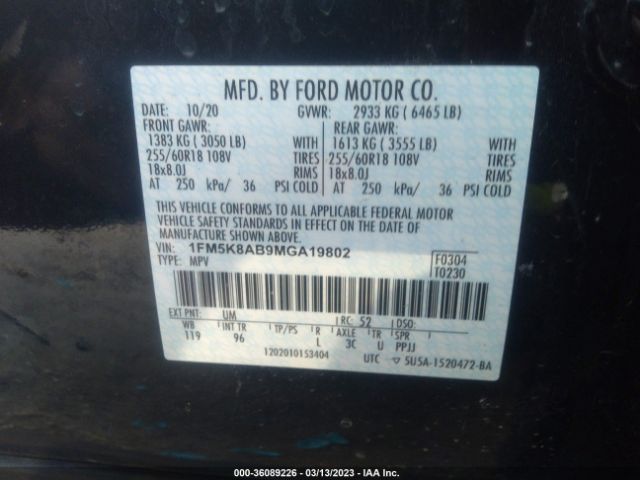 MFD. BY FORD MOTOR CO.
DATE: 10/20 GVWR: 2933 KG ( 6465 LB)
FRONT GAWR: REAR GAWR:
1383 KG ( 3050 LB) WITH 1613 KG ( 3555 LB) WITH
255/60R18 108V TIRES 255/60R18 108V TIRES
18x8.0J RIMS 18x8.0J RIMS
AT 250 kPa/ 36 PSI COLD AT 250 kPa/ 36 PSI COLD
THIS VEHICLE CONFORMS TO ALL APPLICABLE FEDERAL MOTOR
VEHICLE SAFETY STANDARDS IN EFFECT ON THE DATE OF
MANUFACTURE SHOWN ABOVE.
VIN: 1FM5K8AB9MGA19802 F0304
TYPE: MPV T0230
EXT PNT: UM RC: 52 DSO:
WB INT TR TP/PS R AXLE TR SPR
119 96 L 3C U PPJJ
1202010153404 UTC 5U5A-1520472-BA
000-36089226 - 03/13/2023 - IAA Inc.